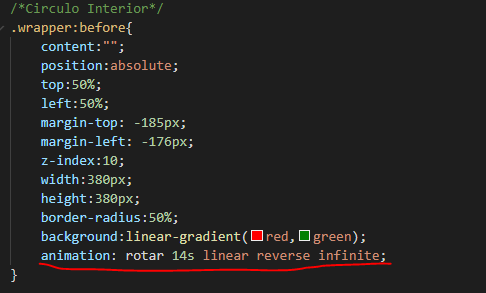 /*Circulo Interior*/
.wrapper:before{
content:"";
position:absolute;
top:50%;
left:50%;
margin-top: -185px;
margin-left: -176px;
z-index:10;
width:380px;
height:380px;
border-radius:50%;
background:linear-gradient(red,green);
animation: rotar 14s linear reverse infinite;
}